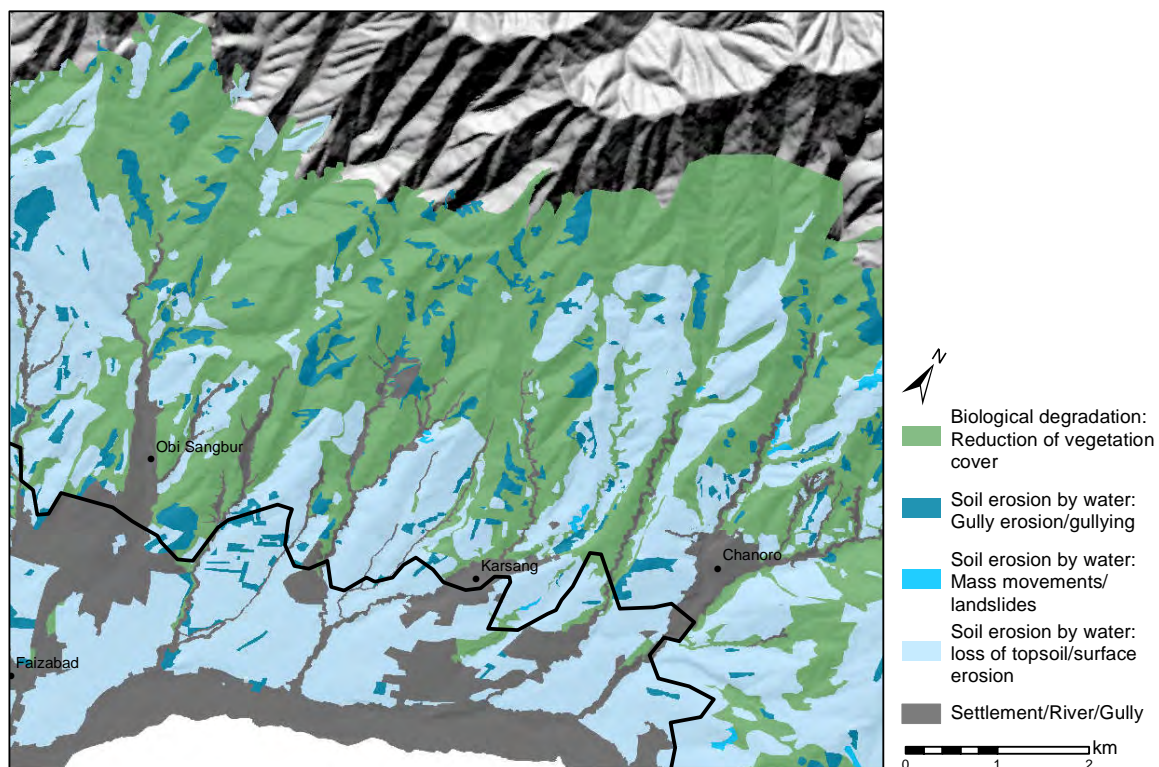 Obi Sangbur
Karsang
Chanoro
Faizabad
N
Biological degradation:
Reduction of vegetation
cover
Soil erosion by water:
Gully erosion/gullying
Soil erosion by water:
Mass movements/
landslides
Soil erosion by water:
loss of topsoil/surface
erosion
Settlement/River/Gully
km
0 1 2